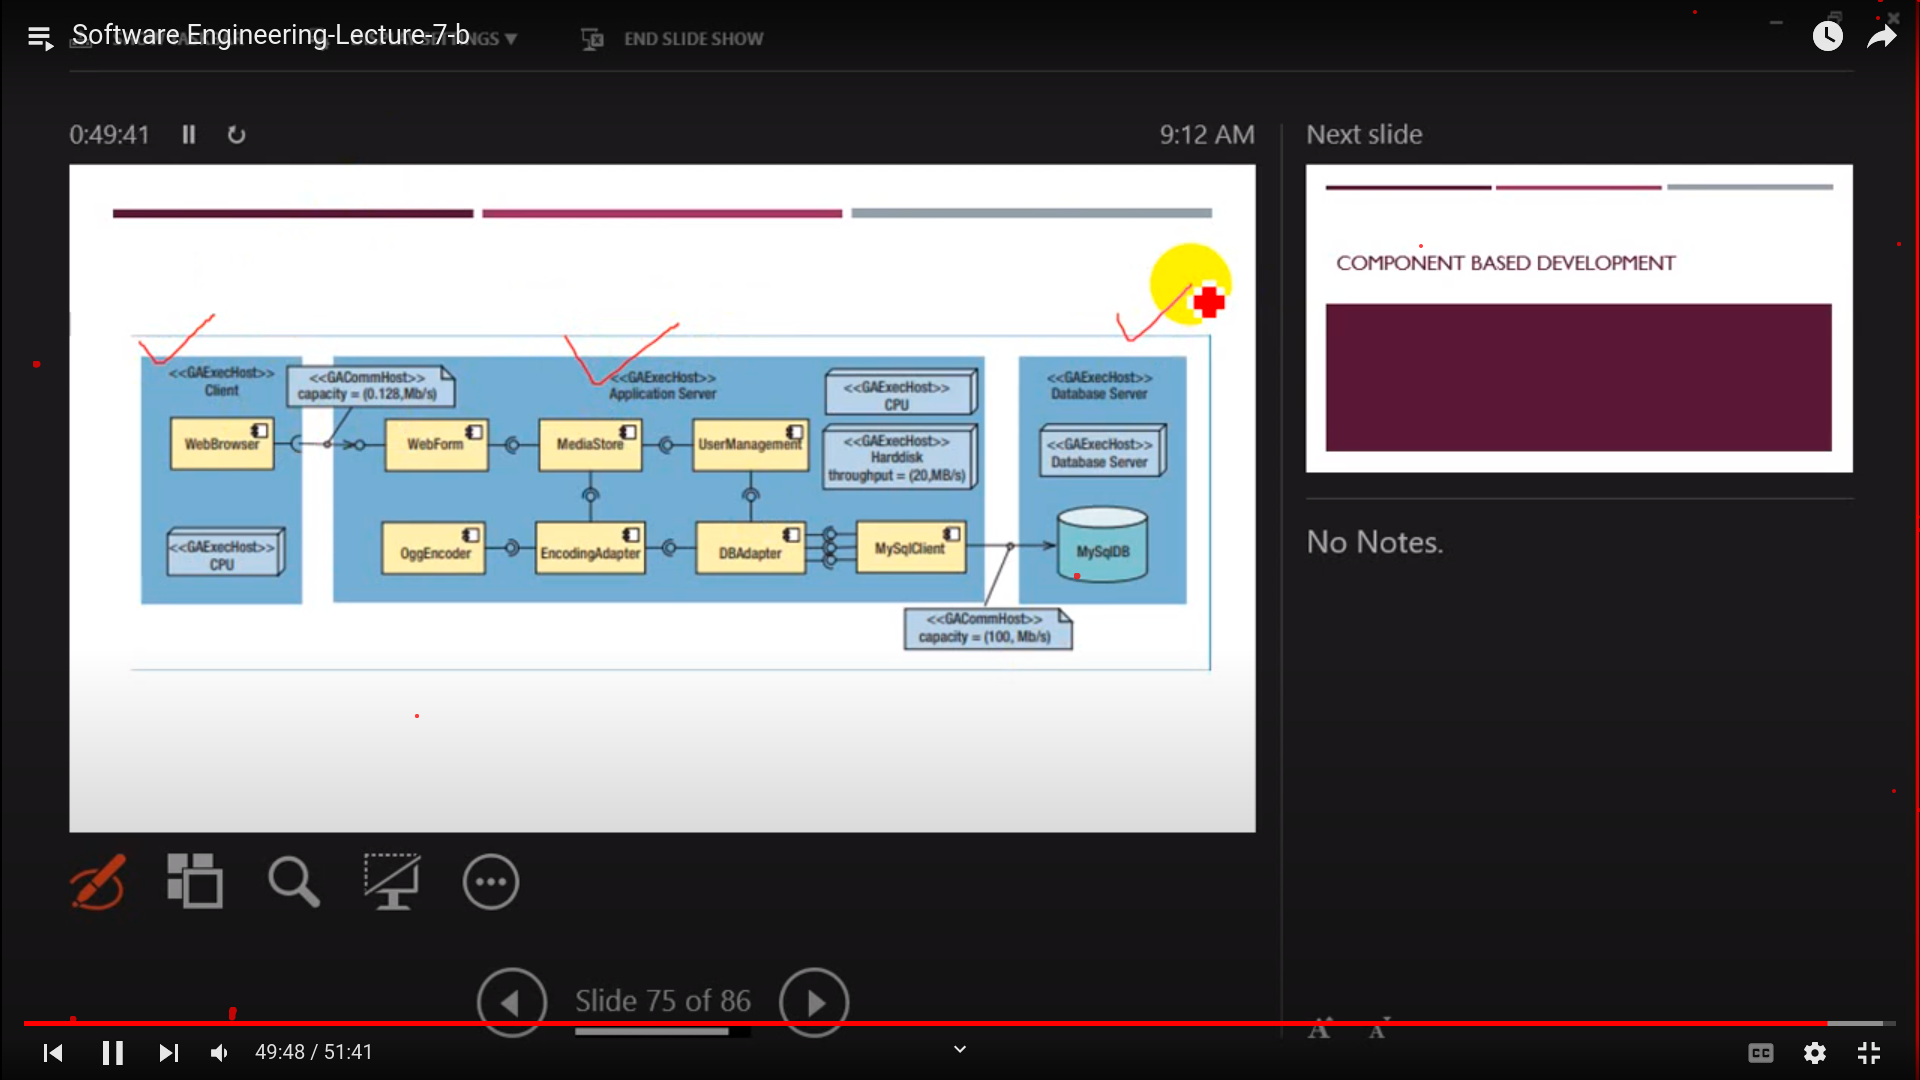 Software Engineering-Lecture-7-b
END SLIDE SHOW
0:49:41
9:12 AM
Next slide
COMPONENT BASED DEVELOPMENT
No Notes.
<<GAExecHost>>
Client
<<GACommHost>>
capacity = (0.128,Mb/s)
<<GAExecHost>>
Application Server
<<GAExecHost>>
CPU
<<GAExecHost>>
Database Server
WebBrowser
WebForm
MediaStore
UserManagement
<<GAExecHost>>
Harddisk
throughput = (20,MB/s)
<<GAExecHost>>
Database Server
<<GAExecHost>>
CPU
OggEncoder
EncodingAdapter
DBAdapter
MySqlClient
MySqlDB
<<GACommHost>>
capacity = (100, Mb/s)
Slide 75 of 86
A A
49:48 / 51:41
CC